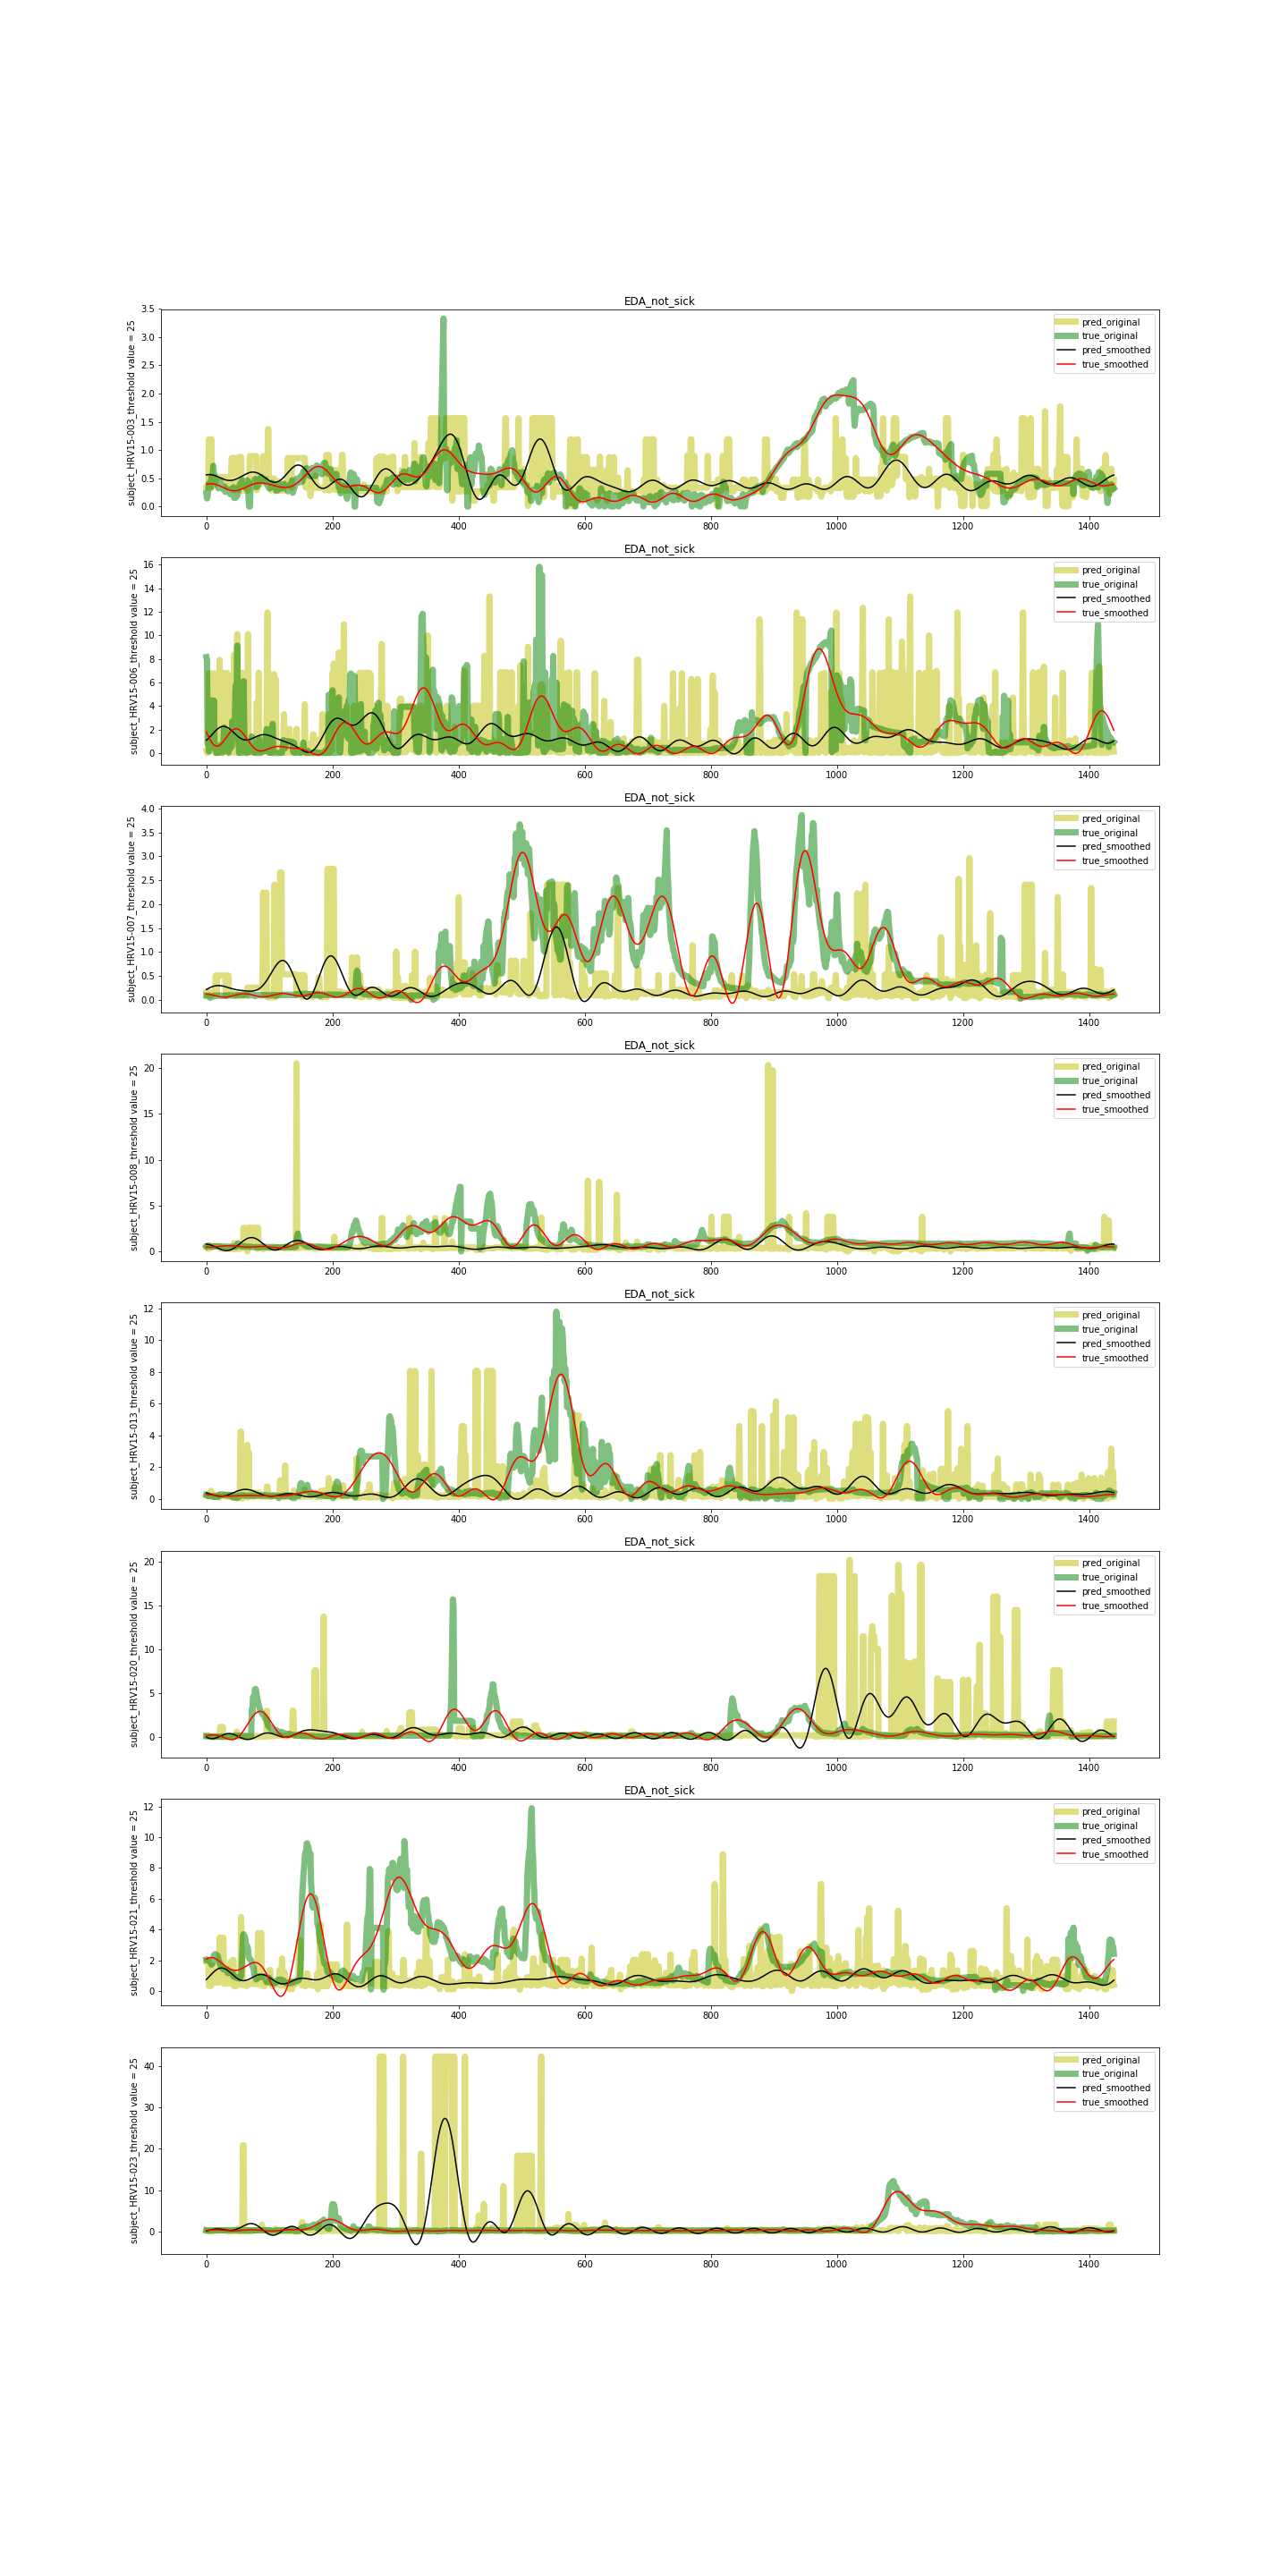 EDA_not_sick
subject_HRV15-003_threshold value = 25
3.5
3.0
2.5
2.0
1.5
1.0
0.5
0.0
pred_original
true_original
pred_smoothed
true_smoothed
0 200 400 600 800 1000 1200 1400
EDA_not_sick
subject_HRV15-006_threshold value = 25
16
14
12
10
8
6
4
2
0
pred_original
true_original
pred_smoothed
true_smoothed
0 200 400 600 800 1000 1200 1400
EDA_not_sick
subject_HRV15-007_threshold value = 25
4.0
3.5
3.0
2.5
2.0
1.5
1.0
0.5
0.0
pred_original
true_original
pred_smoothed
true_smoothed
0 200 400 600 800 1000 1200 1400
EDA_not_sick
subject_HRV15-008_threshold value = 25
20
15
10
5
0
pred_original
true_original
pred_smoothed
true_smoothed
0 200 400 600 800 1000 1200 1400
EDA_not_sick
subject_HRV15-013_threshold value = 25
12
10
8
6
4
2
0
pred_original
true_original
pred_smoothed
true_smoothed
0 200 400 600 800 1000 1200 1400
EDA_not_sick
subject_HRV15-020_threshold value = 25
20
15
10
5
0
pred_original
true_original
pred_smoothed
true_smoothed
0 200 400 600 800 1000 1200 1400
EDA_not_sick
subject_HRV15-021_threshold value = 25
12
10
8
6
4
2
0
pred_original
true_original
pred_smoothed
true_smoothed
0 200 400 600 800 1000 1200 1400
subject_HRV15-023_threshold value = 25
40
30
20
10
0
pred_original
true_original
pred_smoothed
true_smoothed
0 200 400 600 800 1000 1200 1400